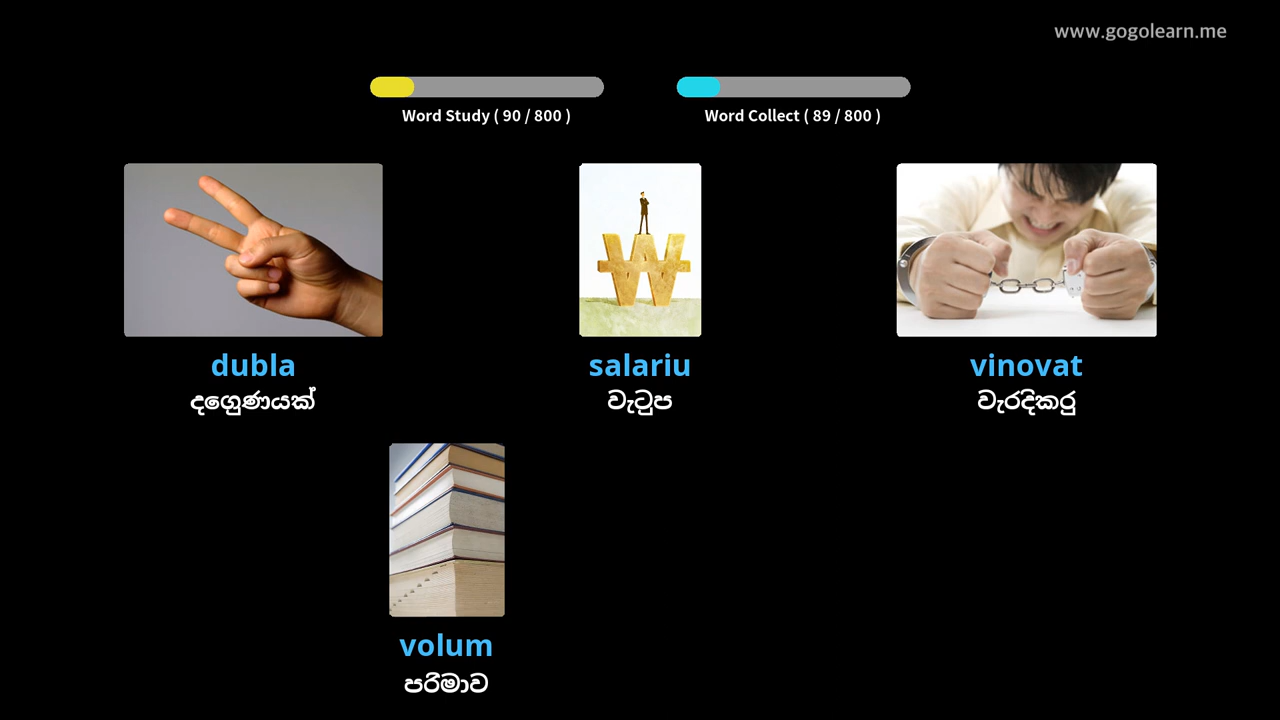 www.gogolearn.me
Word Study ( 90 / 800 )
Word Collect ( 89 / 800 )
dubla
salariu
vinovat
දෙගුණයක්
වැටුප
වැරදිකරු
volum
පරිමාව